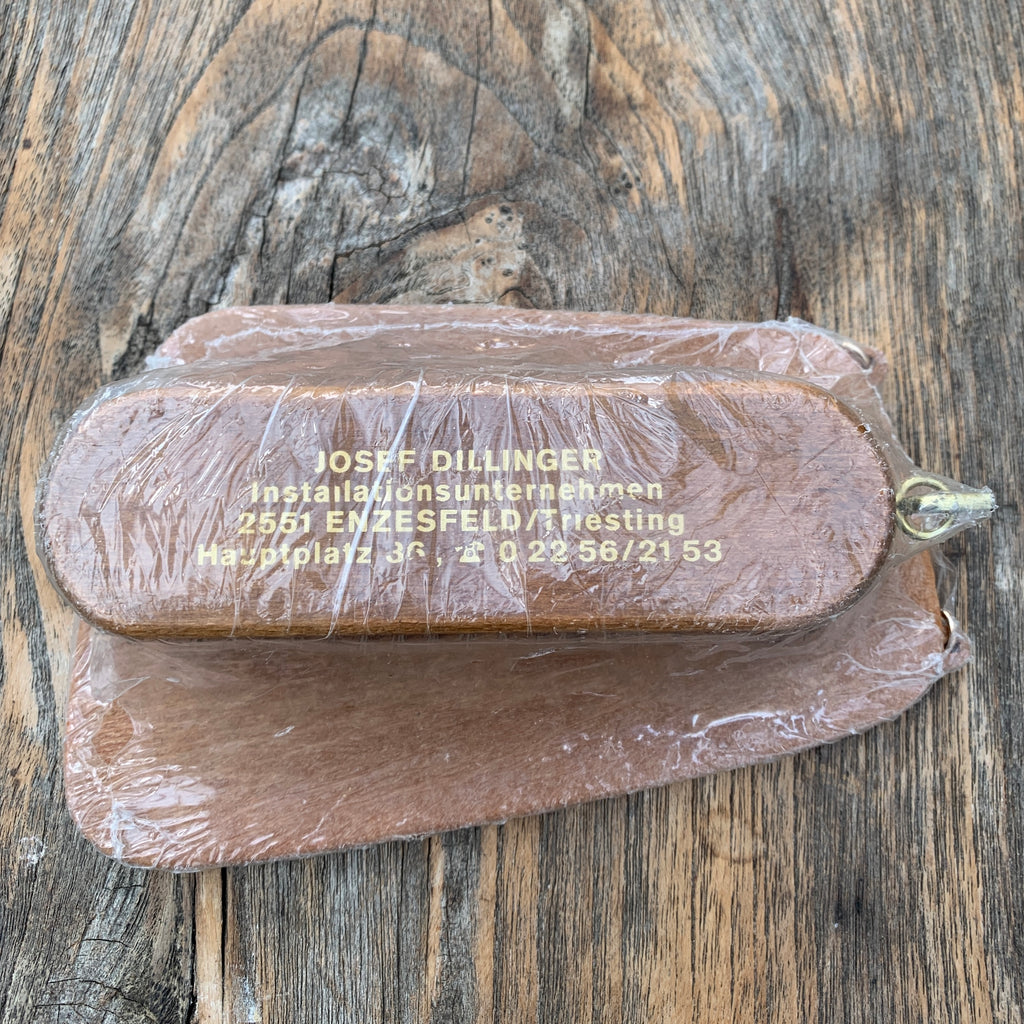 JOSEF DILLINGER
Installationsunternehmen
2551 ENZESFELD/Triesting
Hauptplatz 36, ☎ 0 22 56/21 53